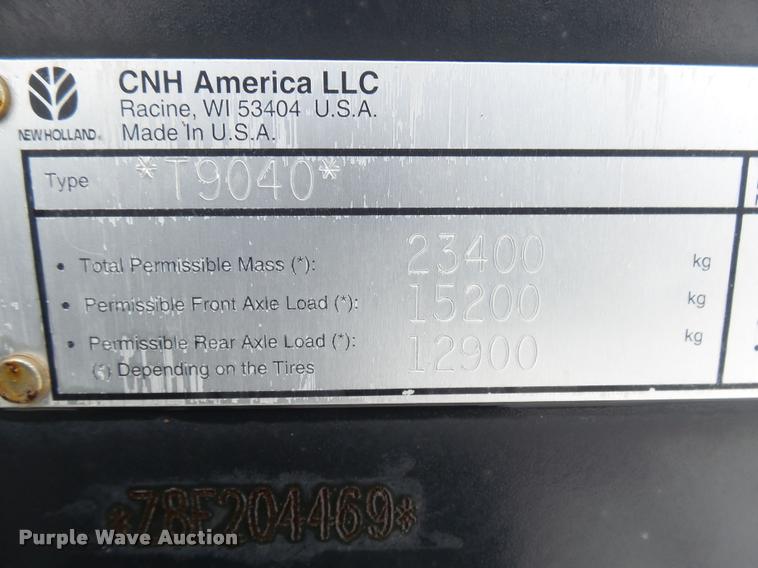 CNH America LLC
Racine, WI 53404 U.S.A.
NEW HOLLAND®
Made In U.S.A.
Type *T9040*
• Total Permissible Mass (*): 23400 kg
• Permissible Front Axle Load (*): 15200 kg
• Permissible Rear Axle Load (*): 12900 kg
(*) Depending on the Tires
*Z8F204469*
Purple Wave Auction